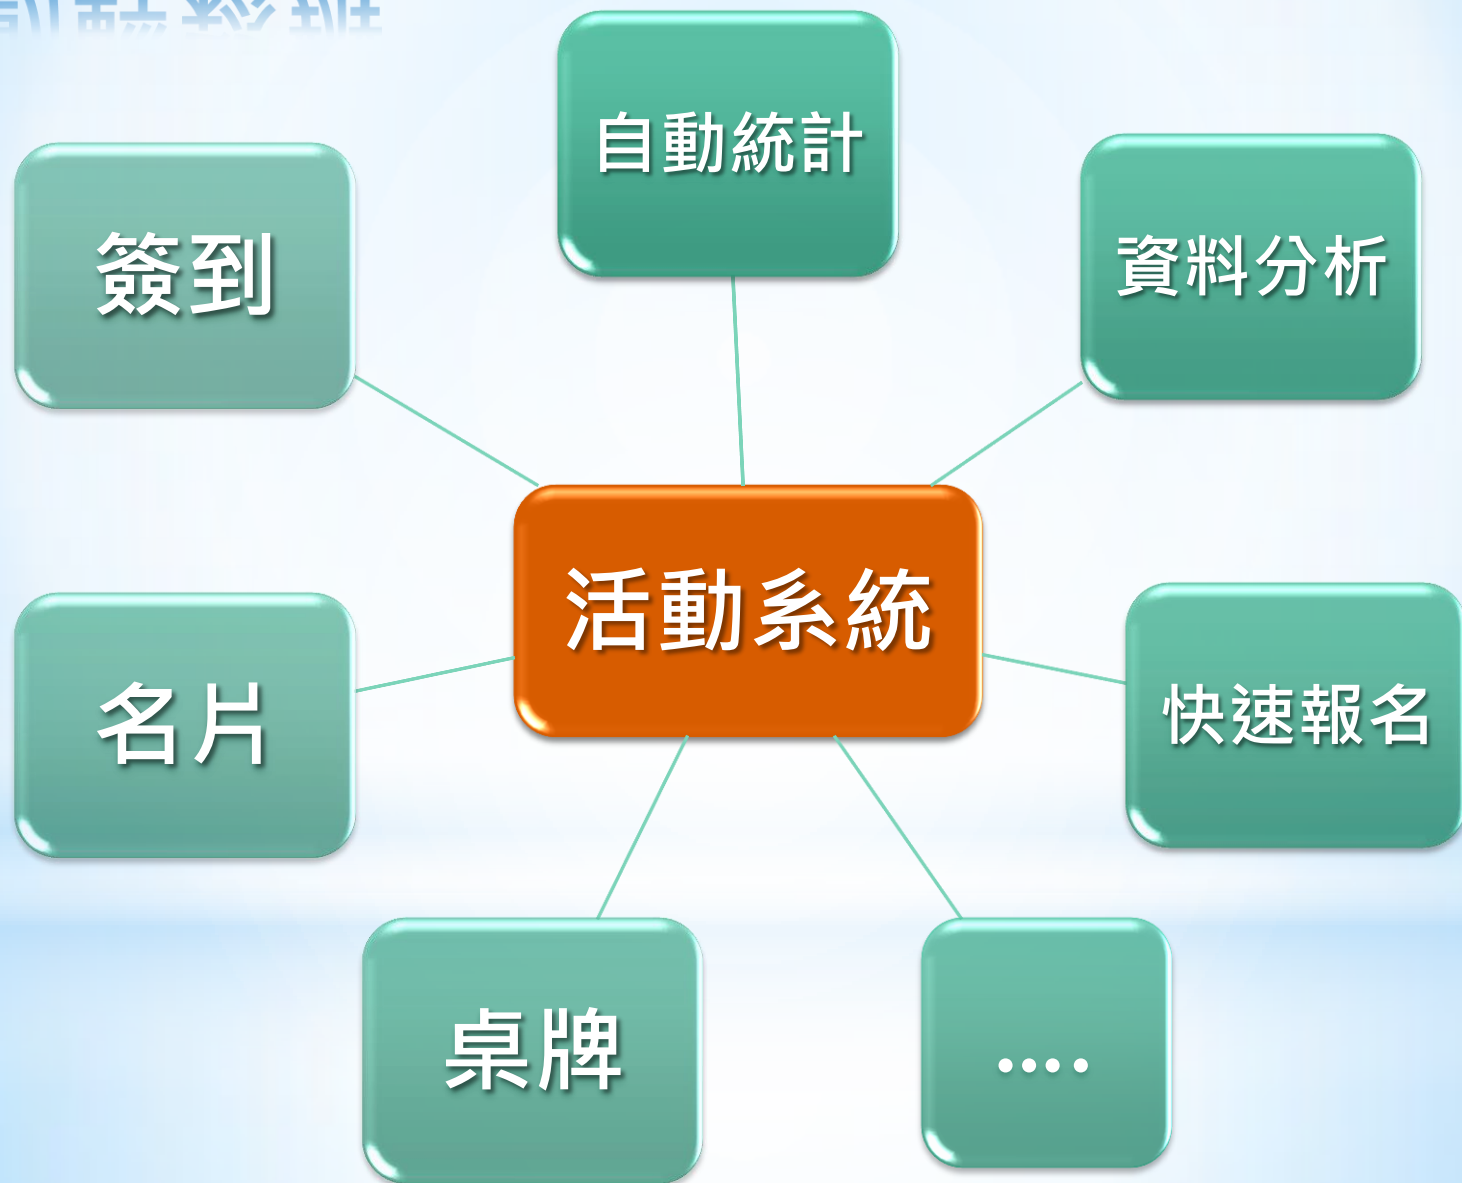 自動統計
簽到
資料分析
活動系統
名片
快速報名
桌牌
....